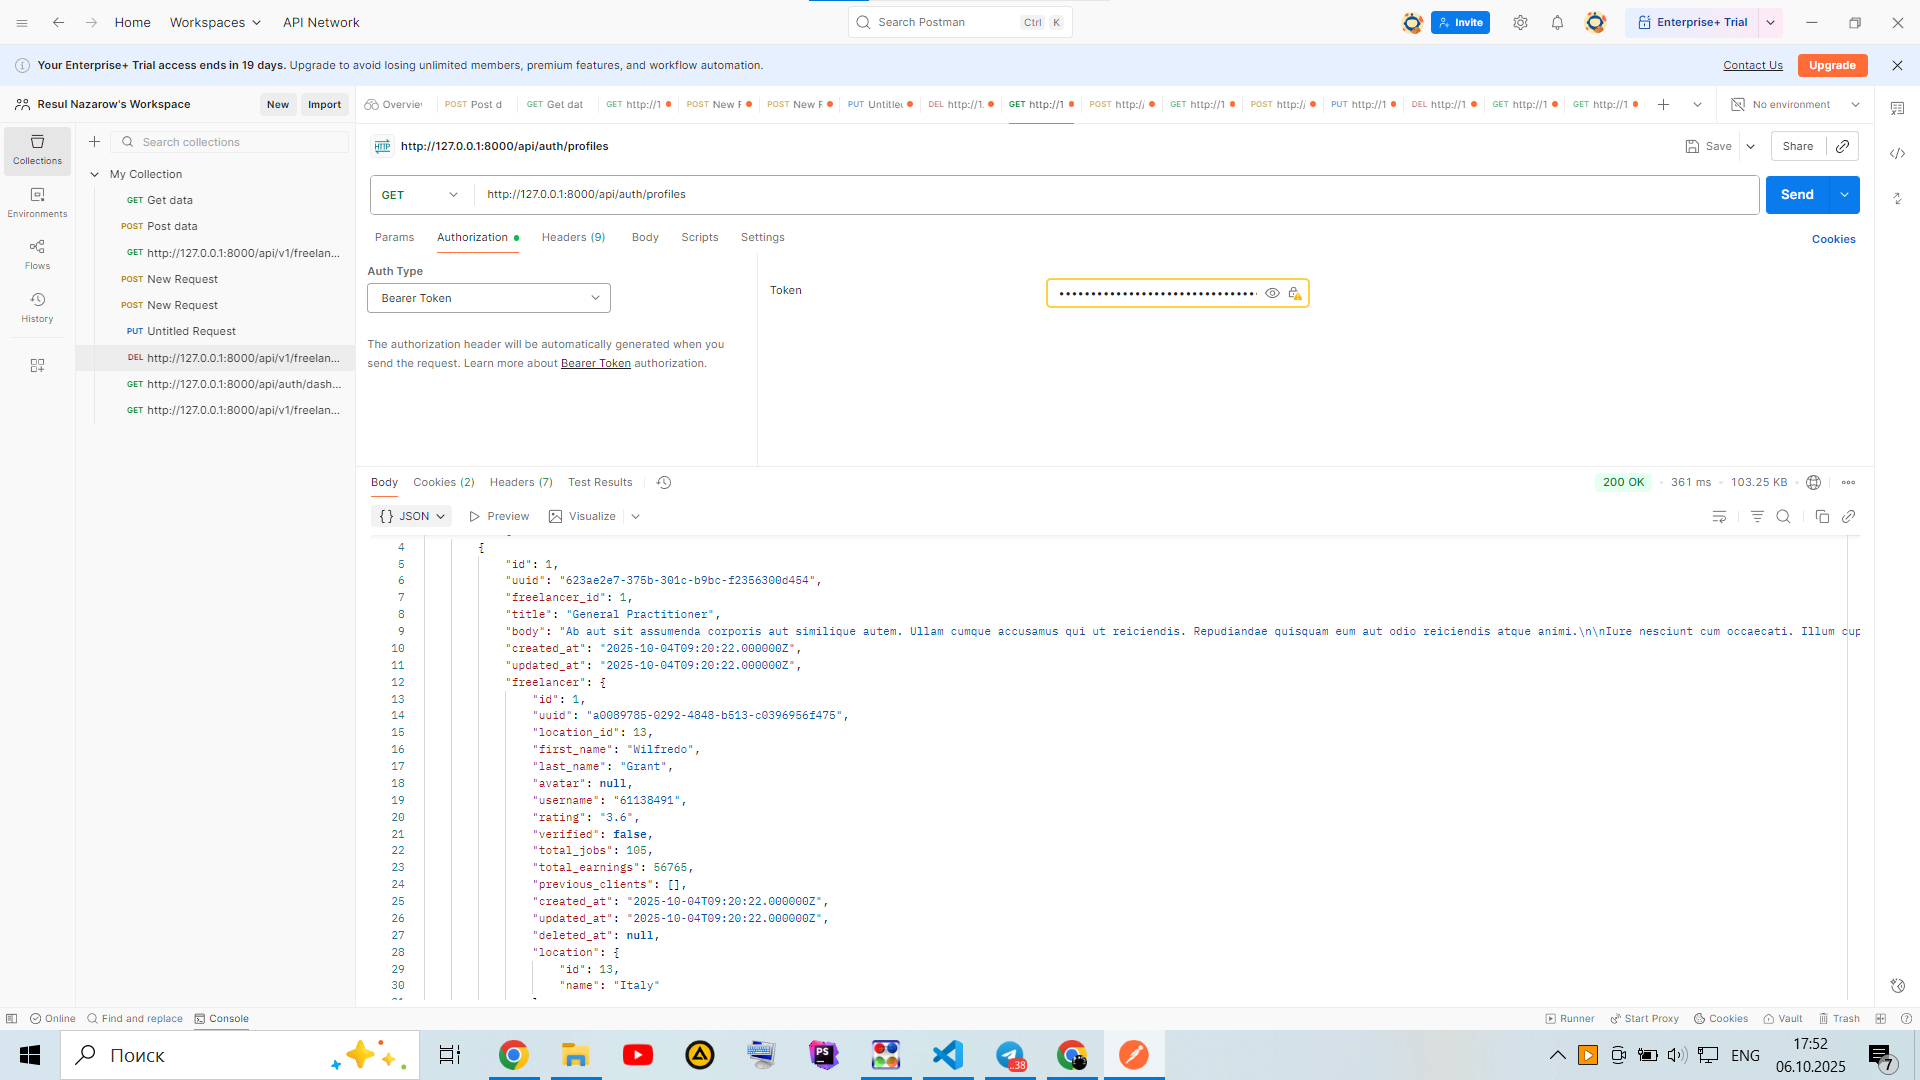 Home
Workspaces
API Network
Search Postman
Ctrl
K
Invite
Enterprise+ Trial
Your Enterprise+ Trial access ends in 19 days. Upgrade to avoid losing unlimited members, premium features, and workflow automation.
Contact Us
Upgrade
Resul Nazarow's Workspace
New
Import
Overview
POST Post d
GET Get dat
GET http://1
POST New F
POST New F
PUT Untitle
DEL http://1.
GET http://1
POST http:/
GET http://1
POST http:/
PUT http://1
DEL http://1.
GET http://1
GET http://1
No environment
Collections
Environments
Flows
History
Search collections
My Collection
GET Get data
POST Post data
GET http://127.0.0.1:8000/api/v1/freelan...
POST New Request
POST New Request
PUT Untitled Request
DEL http://127.0.0.1:8000/api/v1/freelan...
GET http://127.0.0.1:8000/api/auth/dash...
GET http://127.0.0.1:8000/api/v1/freelan...
HTTP
http://127.0.0.1:8000/api/auth/profiles
Save
Share
GET
http://127.0.0.1:8000/api/auth/profiles
Send
Params
Authorization
Headers (9)
Body
Scripts
Settings
Cookies
Auth Type
Bearer Token
The authorization header will be automatically generated when you
send the request. Learn more about Bearer Token authorization.
Token
Body
Cookies (2)
Headers (7)
Test Results
200 OK
361 ms
103.25 KB
{} JSON
Preview
Visualize
4 {
5 "id": 1,
6 "uuid": "623ae2e7-375b-301c-b9bc-f2356300d454",
7 "freelancer_id": 1,
8 "title": "General Practitioner",
9 "body": "Ab aut sit assumenda corporis aut similique autem. Ullam cumque accusamus qui ut reiciendis. Repudiandae quisquam eum aut odio reiciendis atque animi.\n\nIure nesciunt cum occaecati. Illum cup
10 "created_at": "2025-10-04T09:20:22.000000Z",
11 "updated_at": "2025-10-04T09:20:22.000000Z",
12 "freelancer": {
13 "id": 1,
14 "uuid": "a0089785-0292-4848-b513-c0396956f475",
15 "location_id": 13,
16 "first_name": "Wilfredo",
17 "last_name": "Grant",
18 "avatar": null,
19 "username": "61138491",
20 "rating": "3.6",
21 "verified": false,
22 "total_jobs": 105,
23 "total_earnings": 56765,
24 "previous_clients": [],
25 "created_at": "2025-10-04T09:20:22.000000Z",
26 "updated_at": "2025-10-04T09:20:22.000000Z",
27 "deleted_at": null,
28 "location": {
29 "id": 13,
30 "name": "Italy"
Online
Find and replace
Console
Runner
Start Proxy
Cookies
Vault
Trash
Поиск
PS
..38
ENG
17:52
06.10.2025
7